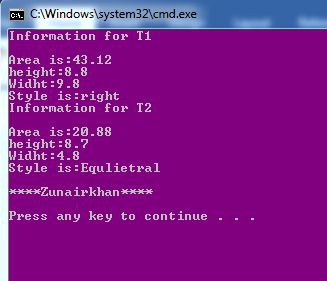 C:\Windows\system32\cmd.exe
Information for T1
Area is:43.12
height:8.8
Widht:9.8
Style is:right
Information for T2
Area is:20.88
height:8.7
Widht:4.8
Style is:Equlietral
****Zunairkhan****
Press any key to continue . . .